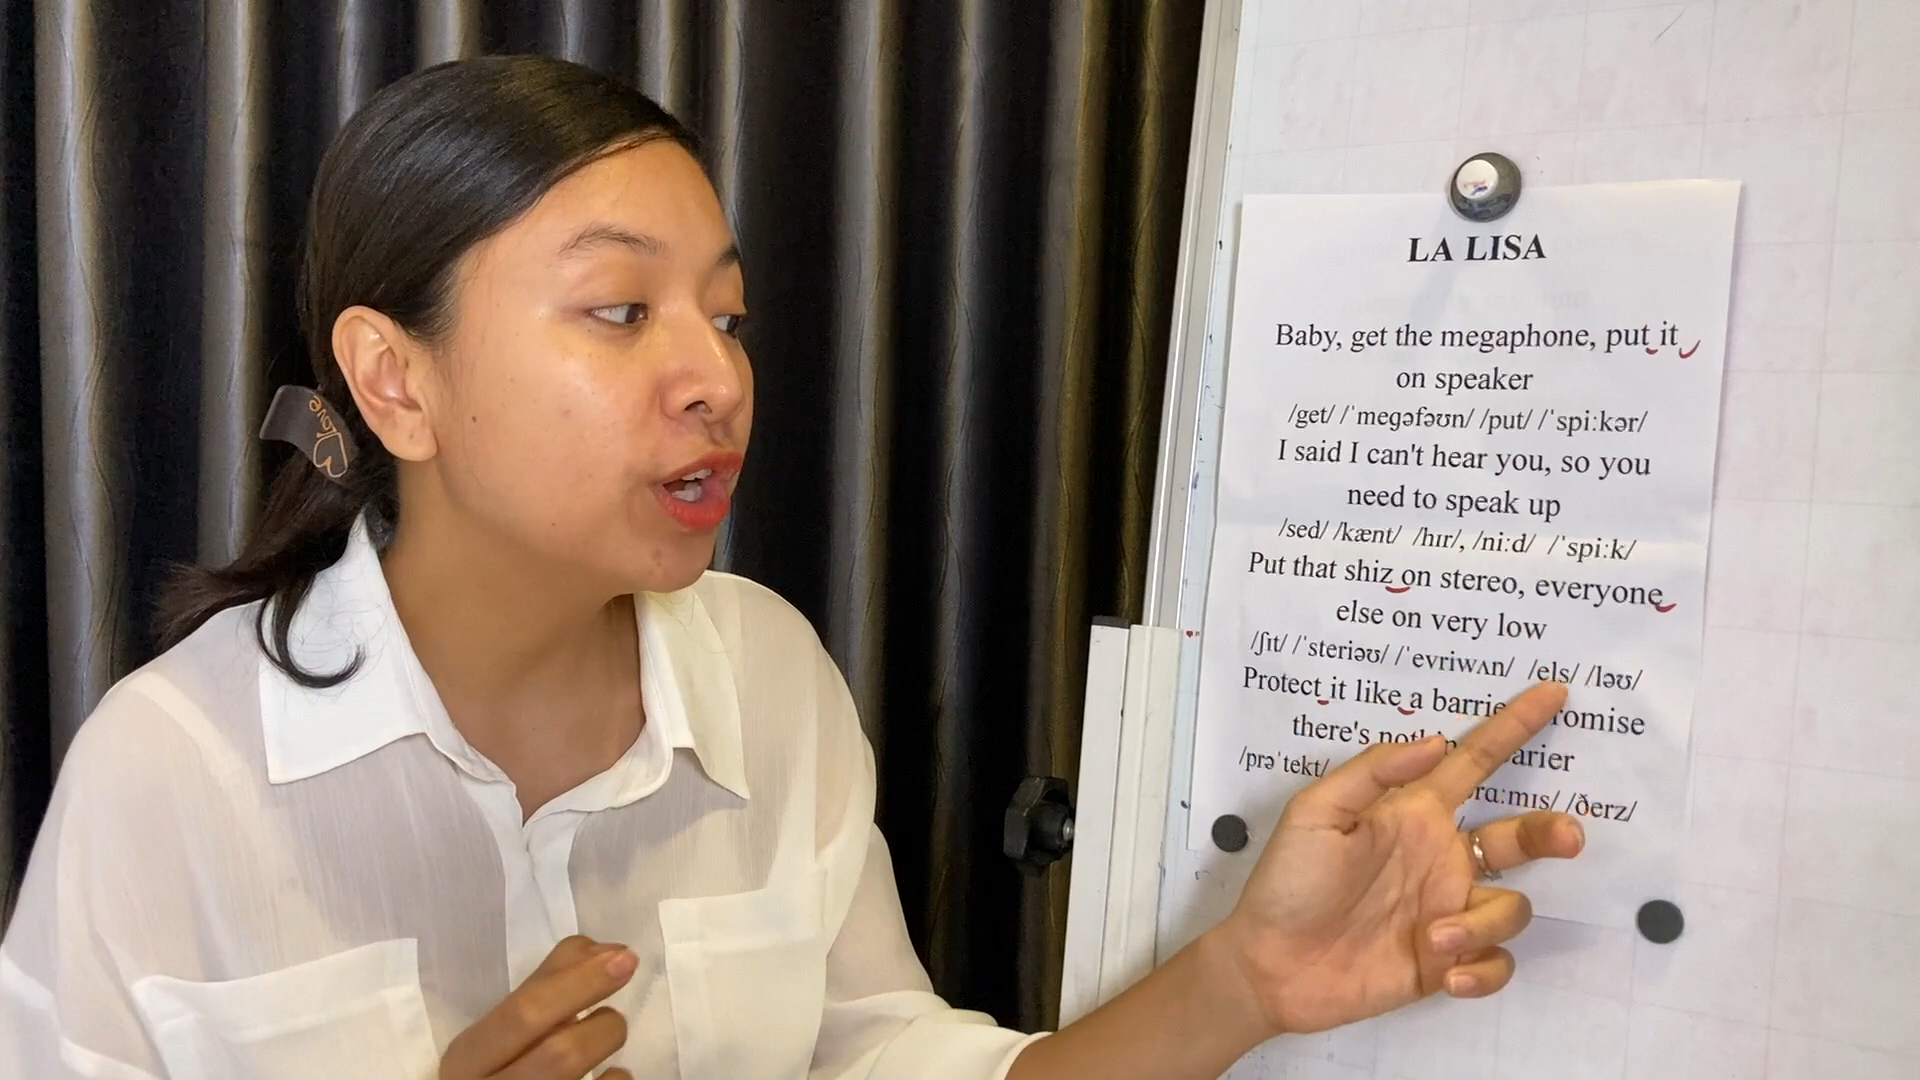 LA LISA
Baby, get the megaphone, put it
on speaker
/get/ /ˈmegəfəʊn/ /put/ /ˈspiːkər/
I said I can't hear you, so you
need to speak up
/sed/ /kænt/ /hɪr/, /niːd/ /ˈspiːk/
Put that shiz on stereo, everyone
else on very low
/ʃɪt/ /ˈsteriəʊ/ /ˈevriwʌn/ /els/ /ləʊ/
Protect it like a
there's
/prəˈtekt/ /ðerz/
love